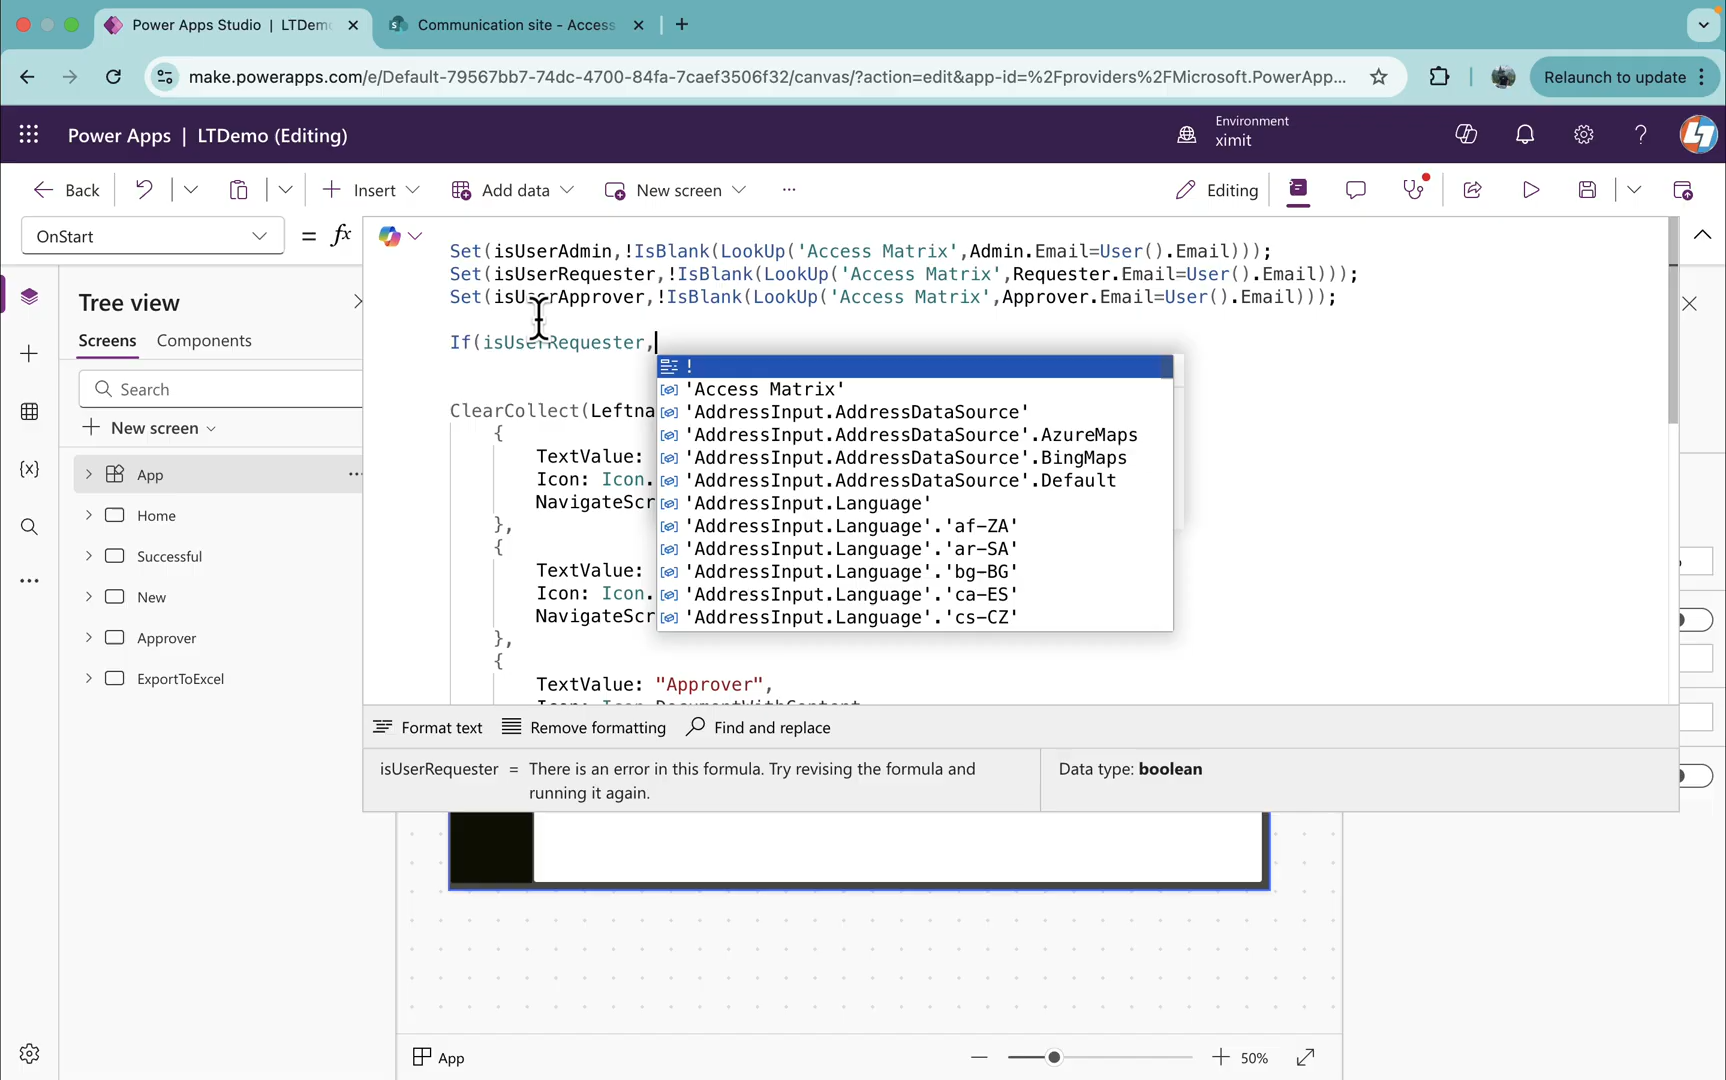 Power Apps Studio | LTDem
Communication site - Access
make.powerapps.com/e/Default-79567bb7-74dc-4700-84fa-7caef3506f32/canvas/?action=edit&app-id=%2Fproviders%2FMicrosoft.PowerApp...
Relaunch to update
Power Apps | LTDemo (Editing)
Environment
ximit
Back
Insert
Add data
New screen
Editing
OnStart
=
fx
Set(isUserAdmin,!IsBlank(LookUp('Access Matrix',Admin.Email=User().Email)));
Set(isUserRequester,!IsBlank(LookUp('Access Matrix',Requester.Email=User().Email)));
Set(isUserApprover,!IsBlank(LookUp('Access Matrix',Approver.Email=User().Email)));
If(isUserRequester,
!
'Access Matrix'
'AddressInput.AddressDataSource'
'AddressInput.AddressDataSource'.AzureMaps
'AddressInput.AddressDataSource'.BingMaps
'AddressInput.AddressDataSource'.Default
'AddressInput.Language'
'AddressInput.Language'.'af-ZA'
'AddressInput.Language'.'ar-SA'
'AddressInput.Language'.'bg-BG'
'AddressInput.Language'.'ca-ES'
'AddressInput.Language'.'cs-CZ'
ClearCollect(Leftna
{
TextValue:
Icon: Icon.
NavigateScr
},
{
TextValue:
Icon: Icon.
NavigateScr
},
{
TextValue: "Approver",
Icon: Icon.DocumentWithContent
Format text
Remove formatting
Find and replace
isUserRequester = There is an error in this formula. Try revising the formula and
running it again.
Data type: boolean
Tree view
Screens
Components
Search
New screen
App
Home
Successful
New
Approver
ExportToExcel
App
50%